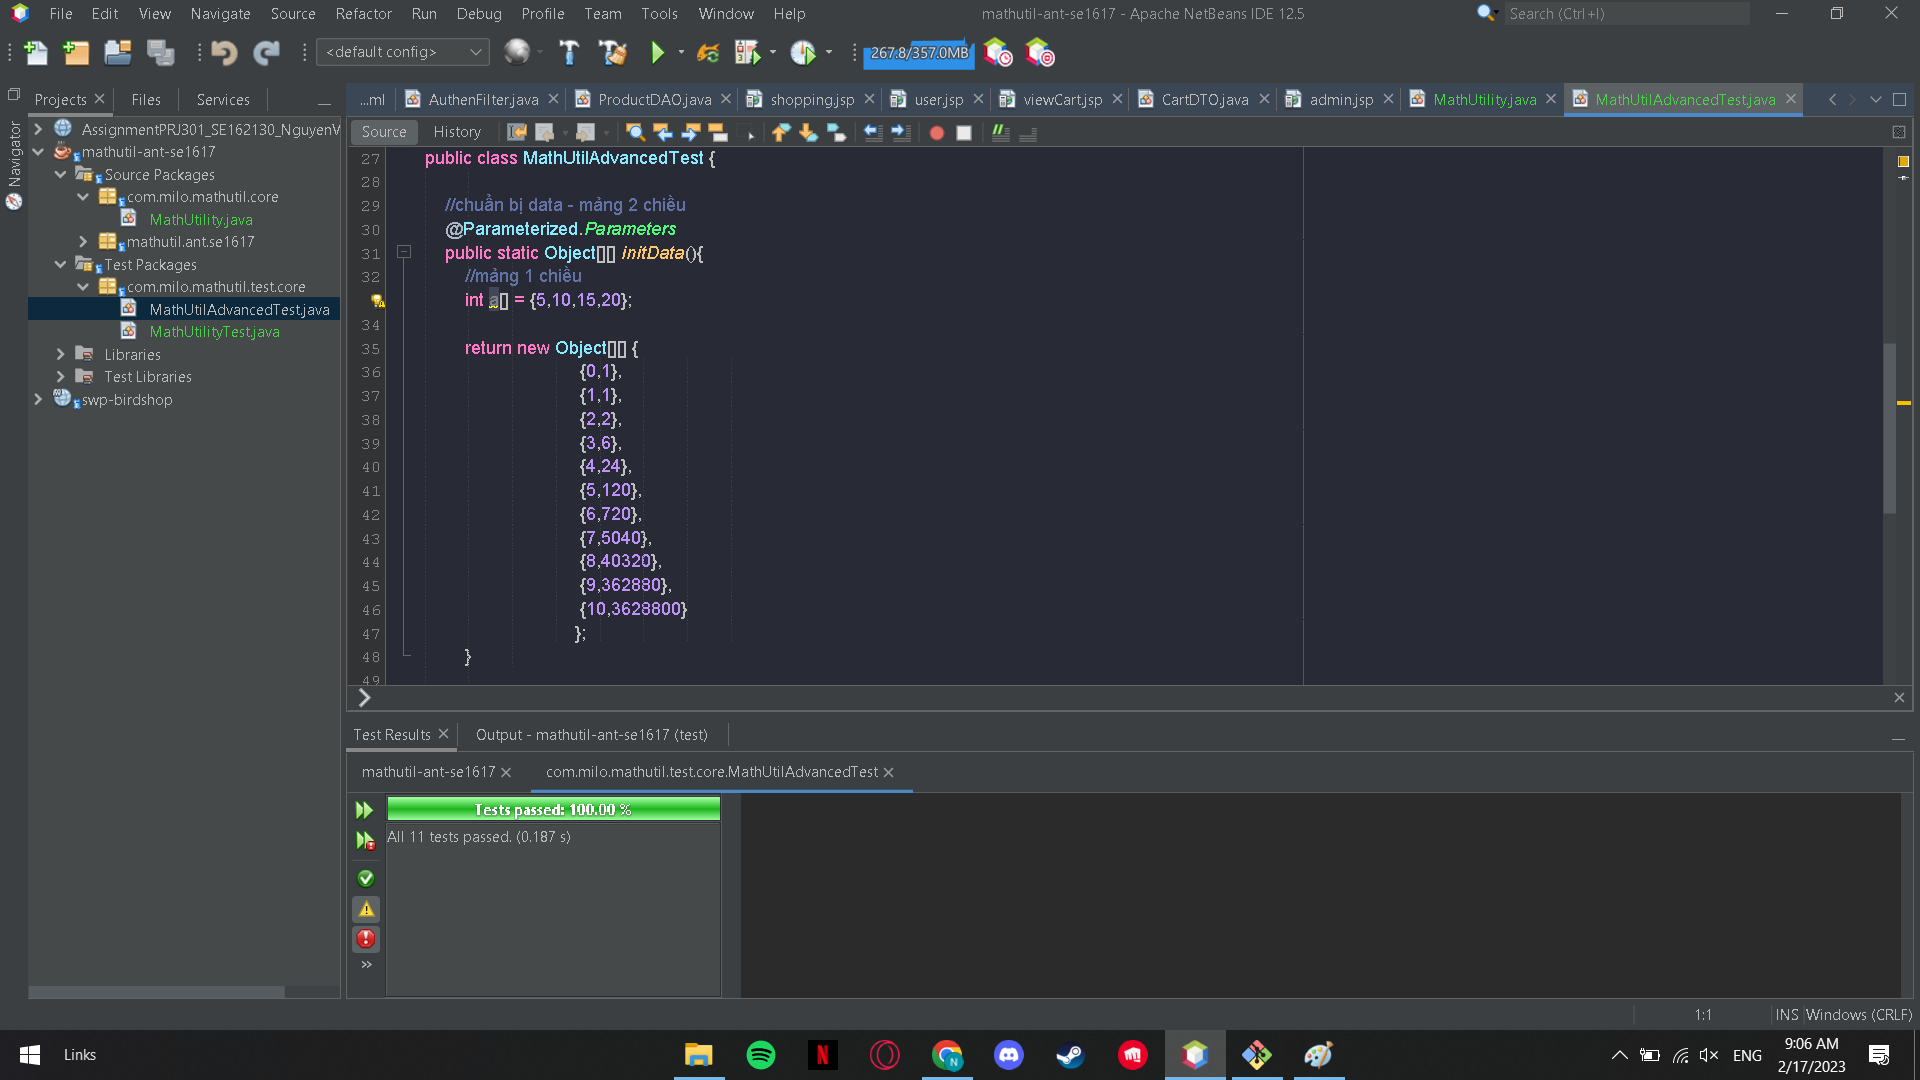 File Edit View Navigate Source Refactor Run Debug Profile Team Tools Window Help
mathutil-ant-se1617 - Apache NetBeans IDE 12.5
Search (Ctrl+I)
<default config>
267.8/357.0MB
Projects Files Services
...ml AuthenFilter.java ProductDAO.java shopping.jsp user.jsp viewCart.jsp CartDTO.java admin.jsp MathUtility.java MathUtilAdvancedTest.java
Source History
Navigator
AssignmentPRJ301_SE162130_NguyenV
mathutil-ant-se1617
Source Packages
com.milo.mathutil.core
MathUtility.java
mathutil.ant.se1617
Test Packages
com.milo.mathutil.test.core
MathUtilAdvancedTest.java
MathUtilityTest.java
Libraries
Test Libraries
swp-birdshop
27 public class MathUtilAdvancedTest {
28
29 //chuẩn bị data - mảng 2 chiều
30 @Parameterized.Parameters
31 public static Object[][] initData(){
32 //mảng 1 chiều
int a[] = {5,10,15,20};
34
35 return new Object[][] {
36 {0,1},
37 {1,1},
38 {2,2},
39 {3,6},
40 {4,24},
41 {5,120},
42 {6,720},
43 {7,5040},
44 {8,40320},
45 {9,362880},
46 {10,3628800}
47 };
48 }
49
Test Results Output - mathutil-ant-se1617 (test)
mathutil-ant-se1617 com.milo.mathutil.test.core.MathUtilAdvancedTest
Tests passed: 100.00 %
All 11 tests passed. (0.187 s)
1:1 INS Windows (CRLF)
Links
ENG
9:06 AM
2/17/2023